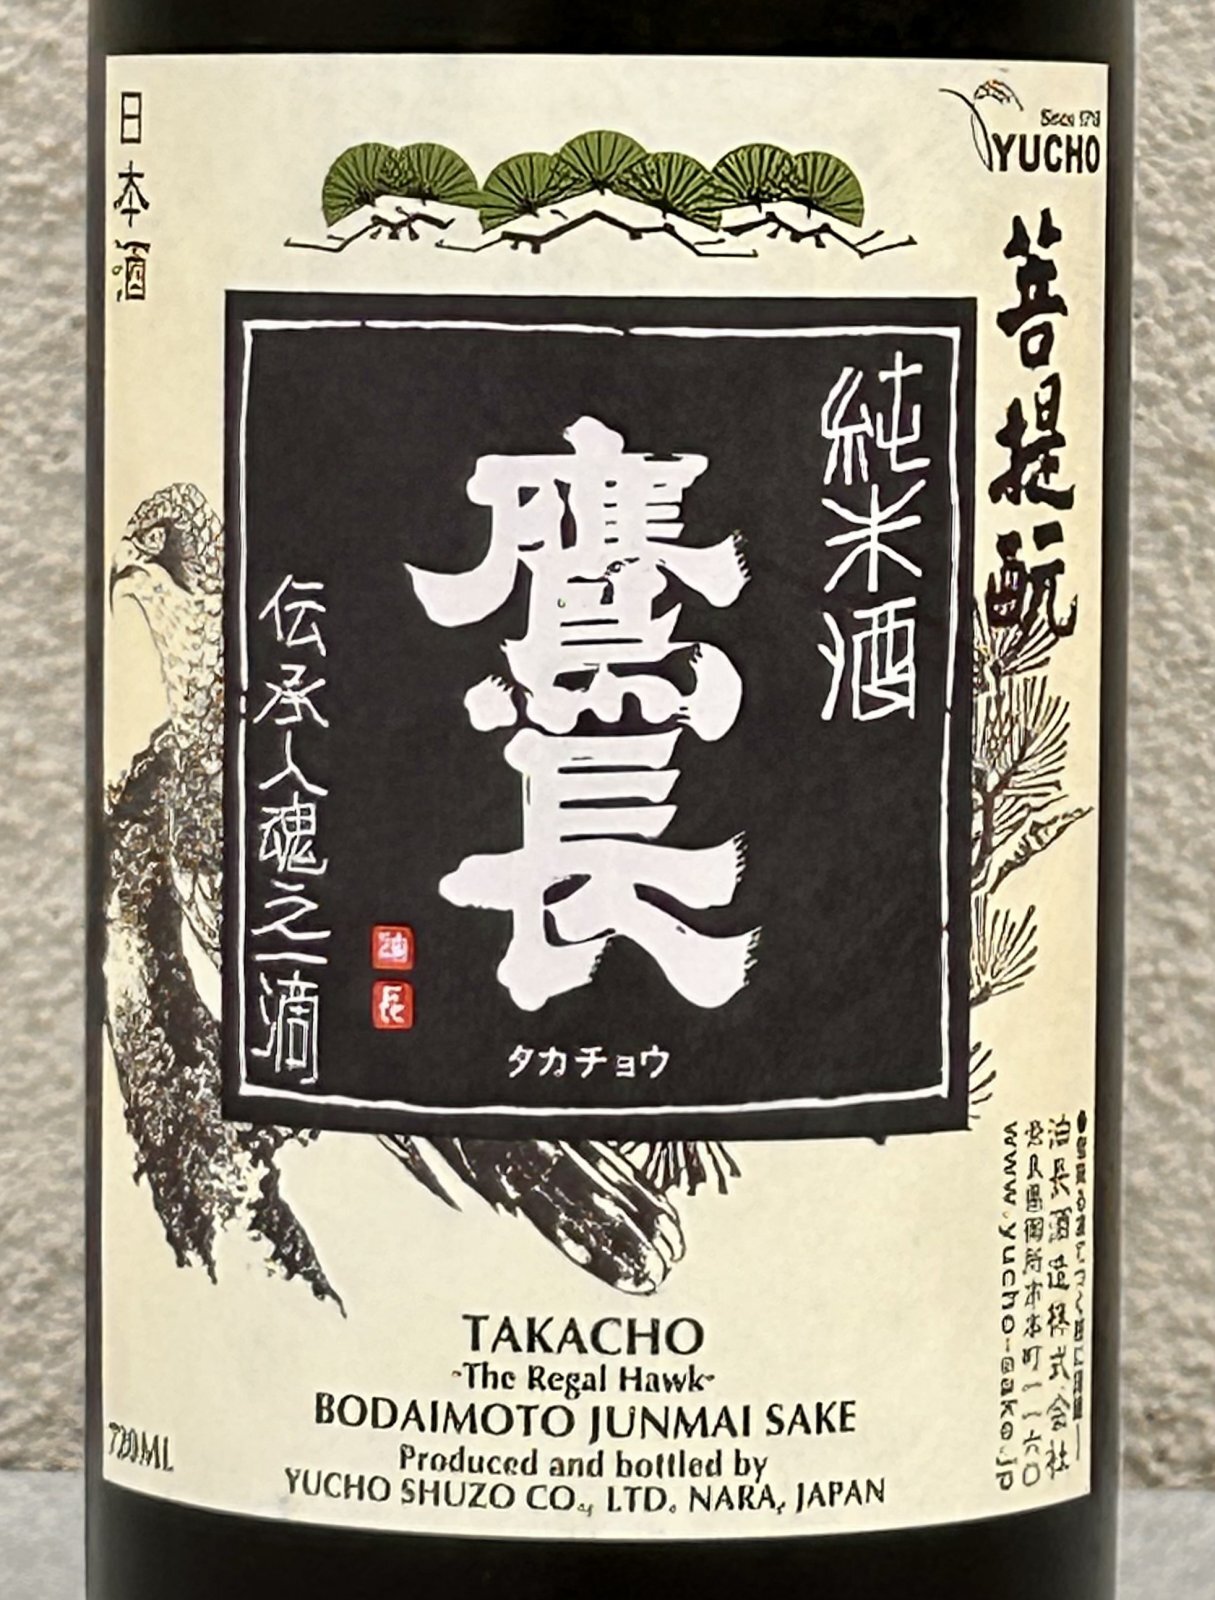 日本酒
YUCHO
菩提酛
純米酒
鷹長
タカチョウ
伝承入魂之一滴
TAKACHO
-The Regal Hawk-
BODAIMOTO JUNMAI SAKE
Produced and bottled by
YUCHO SHUZO CO., LTD. NARA, JAPAN
720ML
油長酒造株式会社
奈良県御所市本町一一六〇
www.yucho-sake.jp